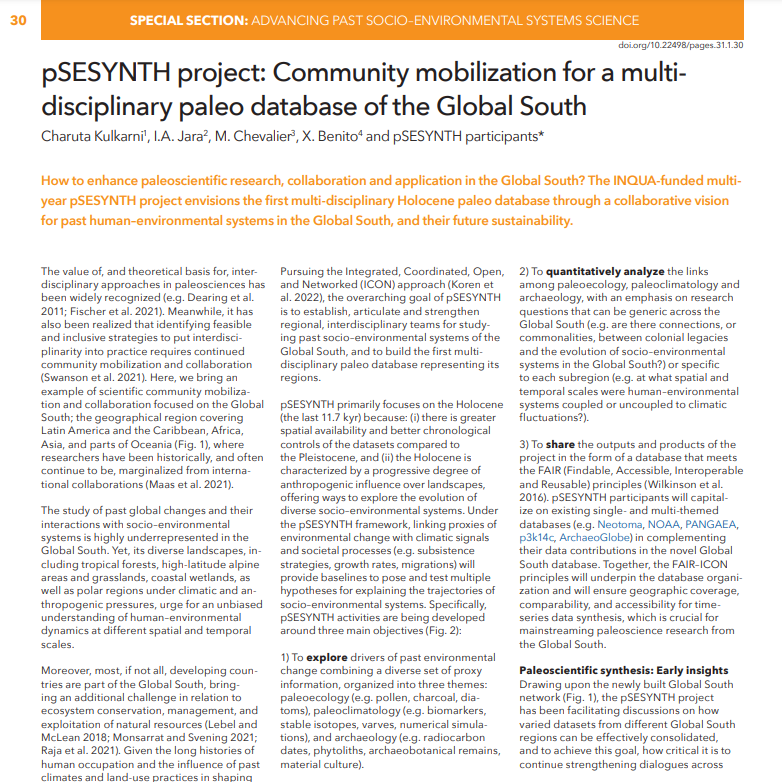 30
SPECIAL SECTION: ADVANCING PAST SOCIO-ENVIRONMENTAL SYSTEMS SCIENCE
doi.org/10.22498/pages.31.1.30
pSESYNTH project: Community mobilization for a multi-
disciplinary paleo database of the Global South
Charuta Kulkarni¹, I.A. Jara², M. Chevalier³, X. Benito⁴ and pSESYNTH participants*
How to enhance paleoscientific research, collaboration and application in the Global South? The INQUA-funded multi-
year pSESYNTH project envisions the first multi-disciplinary Holocene paleo database through a collaborative vision
for past human–environmental systems in the Global South, and their future sustainability.
The value of, and theoretical basis for, inter-
disciplinary approaches in paleosciences has
been widely recognized (e.g. Dearing et al.
2011; Fischer et al. 2021). Meanwhile, it has
also been realized that identifying feasible
and inclusive strategies to put interdisci-
plinarity into practice requires continued
community mobilization and collaboration
(Swanson et al. 2021). Here, we bring an
example of scientific community mobiliza-
tion and collaboration focused on the Global
South; the geographical region covering
Latin America and the Caribbean, Africa,
Asia, and parts of Oceania (Fig. 1), where
researchers have been historically, and often
continue to be, marginalized from interna-
tional collaborations (Maas et al. 2021).
The study of past global changes and their
interactions with socio–environmental
systems is highly underrepresented in the
Global South. Yet, its diverse landscapes, in-
cluding tropical forests, high-latitude alpine
areas and grasslands, coastal wetlands, as
well as polar regions under climatic and an-
thropogenic pressures, urge for an unbiased
understanding of human–environmental
dynamics at different spatial and temporal
scales.
Moreover, most, if not all, developing coun-
tries are part of the Global South, bring-
ing an additional challenge in relation to
ecosystem conservation, management, and
exploitation of natural resources (Lebel and
McLean 2018; Monsarrat and Svening 2021;
Raja et al. 2021). Given the long histories of
human occupation and the influence of past
climates and land-use practices in shaping
Pursuing the Integrated, Coordinated, Open,
and Networked (ICON) approach (Koren et
al. 2022), the overarching goal of pSESYNTH
is to establish, articulate and strengthen
regional, interdisciplinary teams for study-
ing past socio–environmental systems of the
Global South, and to build the first multi-
disciplinary paleo database representing its
regions.
pSESYNTH primarily focuses on the Holocene
(the last 11.7 kyr) because: (i) there is greater
spatial availability and better chronological
controls of the datasets compared to
the Pleistocene, and (ii) the Holocene is
characterized by a progressive degree of
anthropogenic influence over landscapes,
offering ways to explore the evolution of
diverse socio–environmental systems. Under
the pSESYNTH framework, linking proxies of
environmental change with climatic signals
and societal processes (e.g. subsistence
strategies, growth rates, migrations) will
provide baselines to pose and test multiple
hypotheses for explaining the trajectories of
socio–environmental systems. Specifically,
pSESYNTH activities are being developed
around three main objectives (Fig. 2):
1) To explore drivers of past environmental
change combining a diverse set of proxy
information, organized into three themes:
paleoecology (e.g. pollen, charcoal, dia-
toms), paleoclimatology (e.g. biomarkers,
stable isotopes, varves, numerical simula-
tions), and archaeology (e.g. radiocarbon
dates, phytoliths, archaeobotanical remains,
material culture).
2) To quantitatively analyze the links
among paleoecology, paleoclimatology and
archaeology, with an emphasis on research
questions that can be generic across the
Global South (e.g. are there connections, or
commonalities, between colonial legacies
and the evolution of socio–environmental
systems in the Global South?) or specific
to each subregion (e.g. at what spatial and
temporal scales were human–environmental
systems coupled or uncoupled to climatic
fluctuations?).
3) To share the outputs and products of the
project in the form of a database that meets
the FAIR (Findable, Accessible, Interoperable
and Reusable) principles (Wilkinson et al.
2016). pSESYNTH participants will capital-
ize on existing single- and multi-themed
databases (e.g. Neotoma, NOAA, PANGAEA,
p3k14c, ArchaeoGlobe) in complementing
their data contributions in the novel Global
South database. Together, the FAIR–ICON
principles will underpin the database organi-
zation and will ensure geographic coverage,
comparability, and accessibility for time-
series data synthesis, which is crucial for
mainstreaming paleoscience research from
the Global South.
Paleoscientific synthesis: Early insights
Drawing upon the newly built Global South
network (Fig. 1), the pSESYNTH project
has been facilitating discussions on how
varied datasets from different Global South
regions can be effectively consolidated,
and to achieve this goal, how critical it is to
continue strengthening dialogues across